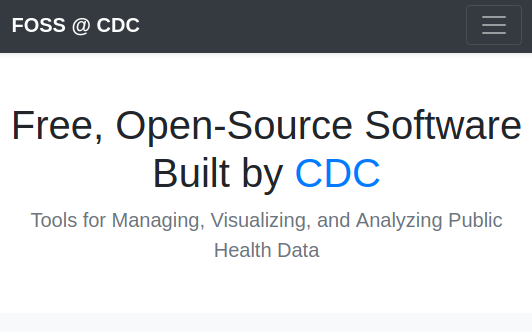 FOSS @ CDC
Free, Open-Source Software
Built by CDC
Tools for Managing, Visualizing, and Analyzing Public
Health Data